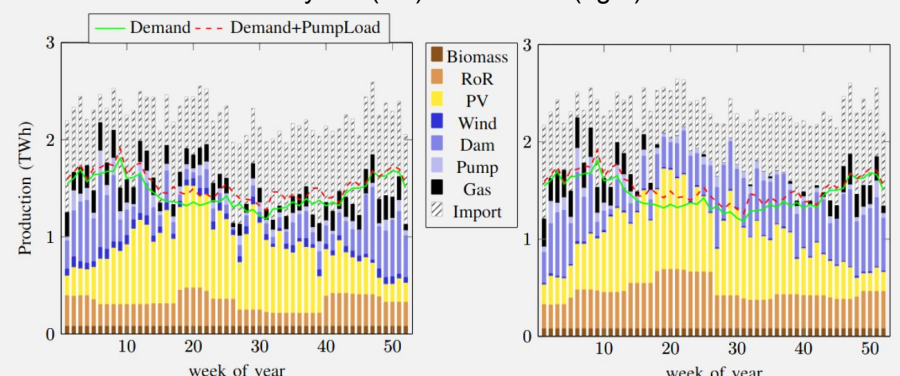 Demand Demand+PumpLoad
Production (TWh)
3
2
1
0
10 20 30 40 50
week of year
Biomass
RoR
PV
Wind
Dam
Pump
Gas
Import
3
2
1
0
10 20 30 40 50
week of year